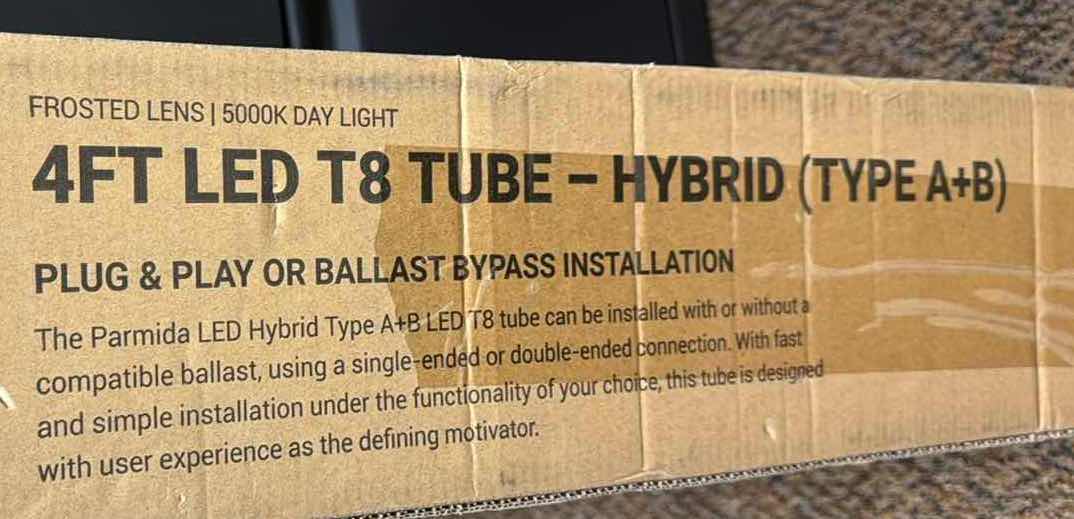 FROSTED LENS | 5000K DAY LIGHT
4FT LED T8 TUBE – HYBRID (TYPE A+B)
PLUG & PLAY OR BALLAST BYPASS INSTALLATION
The Parmida LED Hybrid Type A+B LED T8 tube can be installed with or without a
compatible ballast, using a single-ended or double-ended connection. With fast
and simple installation under the functionality of your choice, this tube is designed
with user experience as the defining motivator.